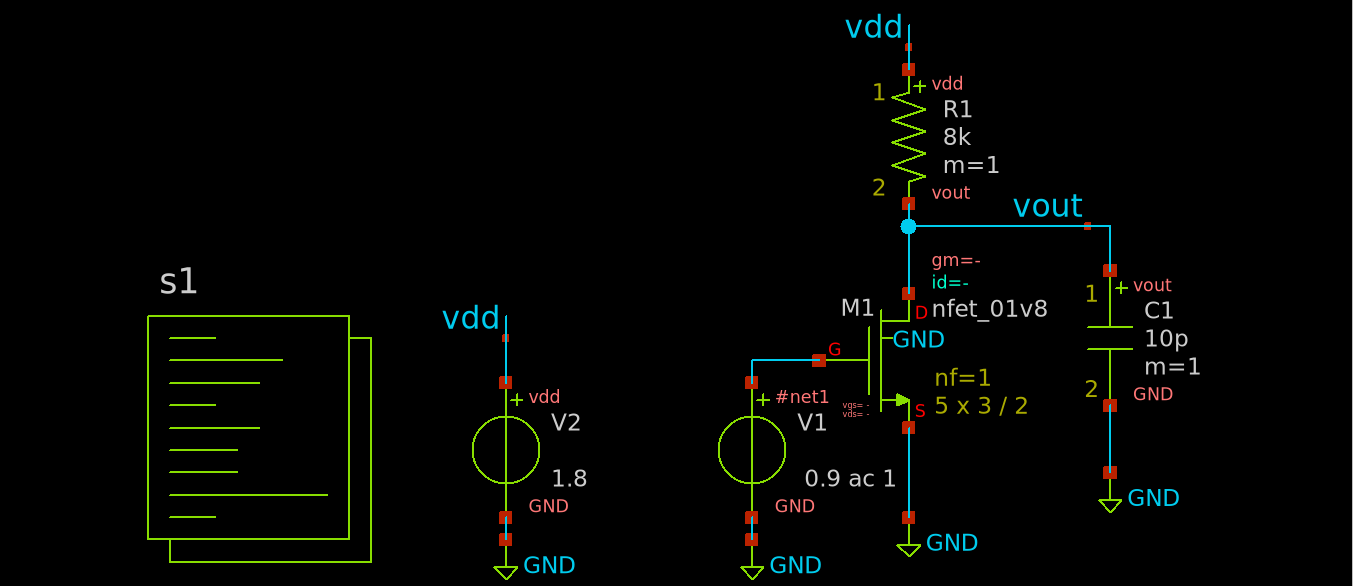 vdd
1
vdd
R1
8k
m=1
2
vout
vout
s1
vdd
vdd
V2
1.8
GND
GND
#net1
V1
0.9 ac 1
GND
GND
gm=-
id=-
M1
D
nfet_01v8
GND
G
vgs= -
vds= -
nf=1
5 x 3 / 2
S
GND
1
vout
C1
10p
m=1
2
GND
GND